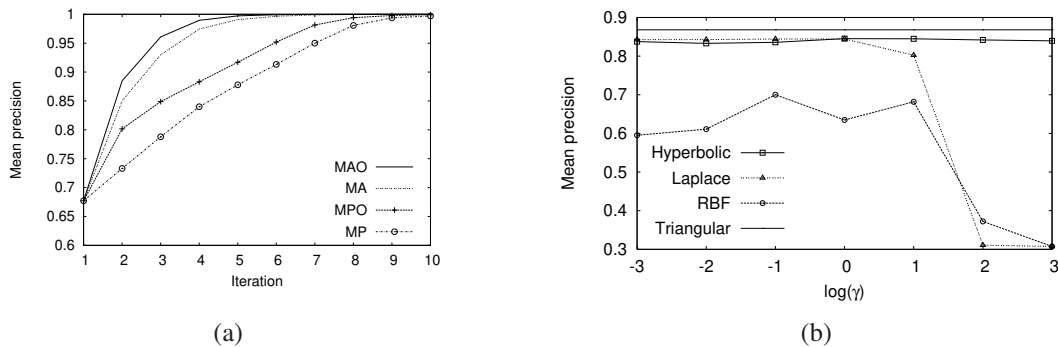 1
0.95
0.9
0.85
0.8
0.75
0.7
0.65
0.6
Mean precision
MAO
MA
MPO
MP
1 2 3 4 5 6 7 8 9 10
Iteration
(a)
0.9
0.8
0.7
0.6
0.5
0.4
0.3
Mean precision
Hyperbolic
Laplace
RBF
Triangular
-3 -2 -1 0 1 2 3
log(γ)
(b)